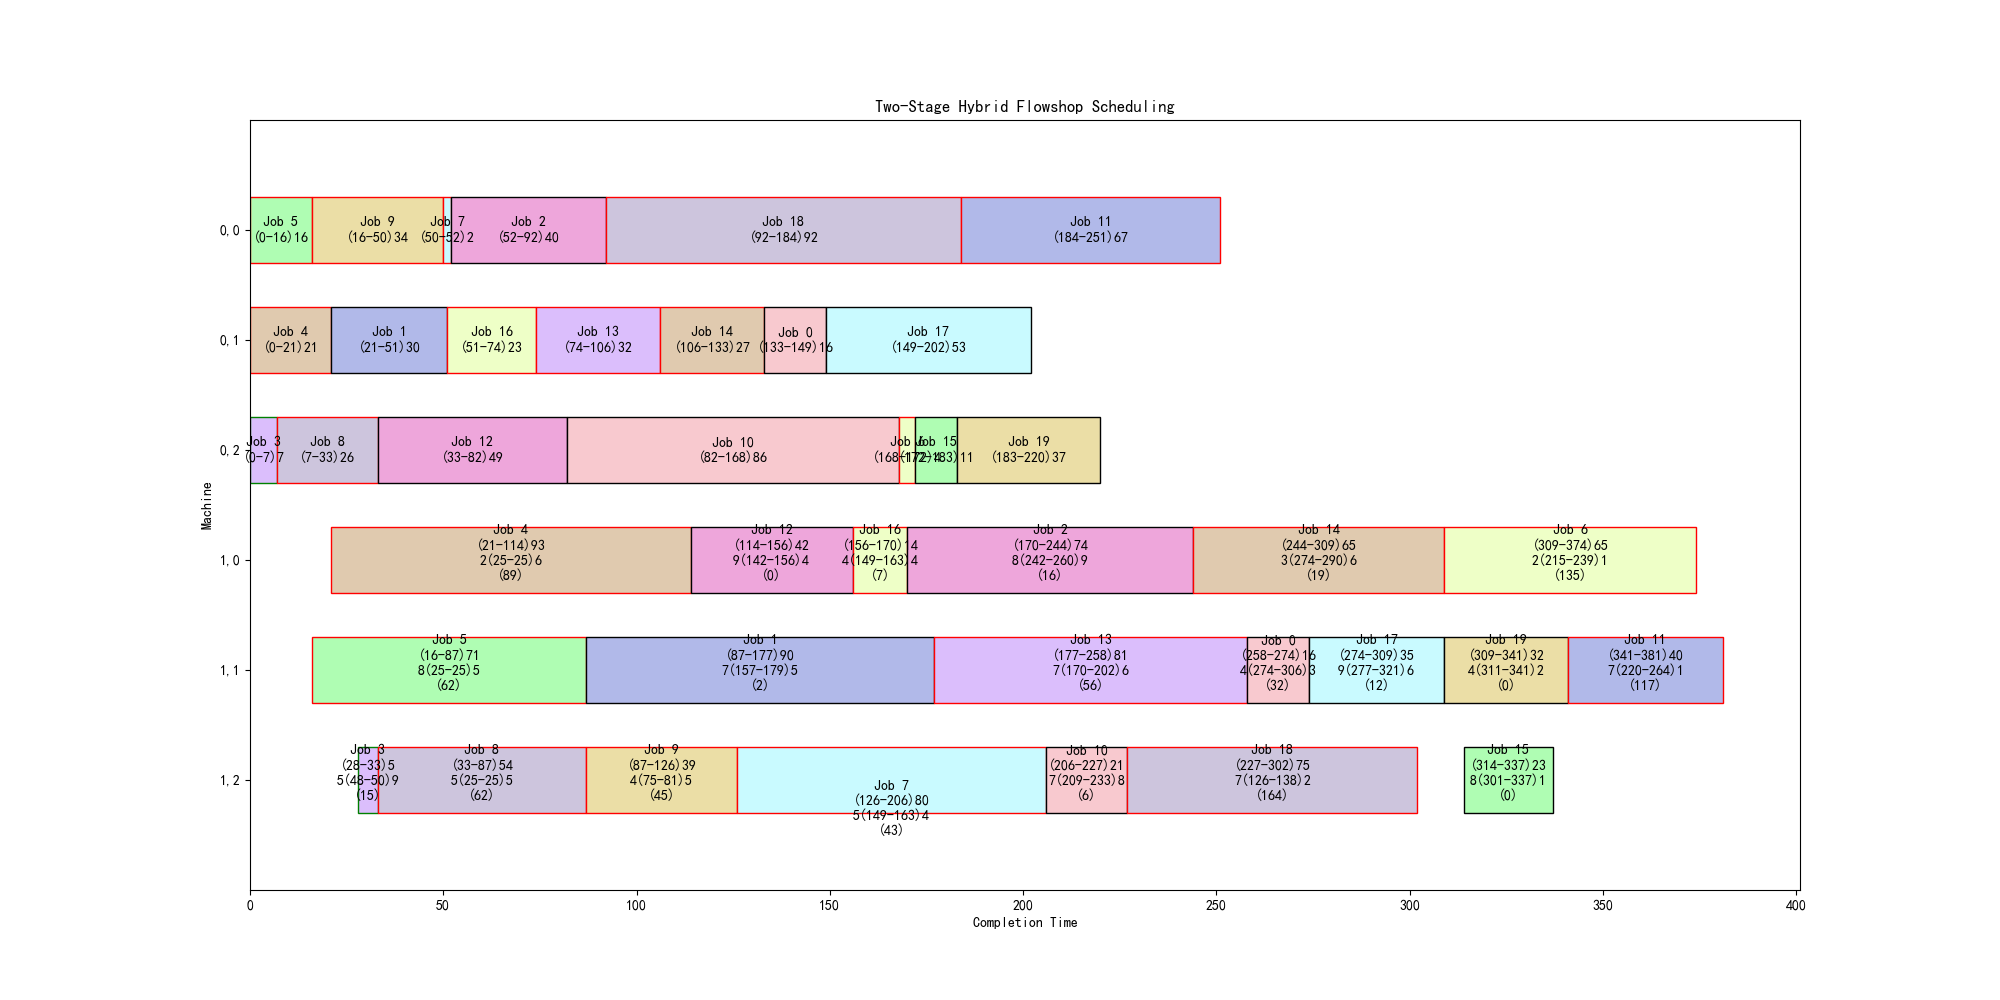 Two-Stage Hybrid Flowshop Scheduling
Machine
0,0
Job 5
(0-16)16
Job 9
(16-50)34
Job 7
(50-52)2
Job 2
(52-92)40
Job 18
(92-184)92
Job 11
(184-251)67
0,1
Job 4
(0-21)21
Job 1
(21-51)30
Job 16
(51-74)23
Job 13
(74-106)32
Job 14
(106-133)27
Job 0
(133-149)16
Job 17
(149-202)53
0,2
Job 3
(0-7)7
Job 8
(7-33)26
Job 12
(33-82)49
Job 10
(82-168)86
Job 6
(168-172)4
Job 15
(172-183)11
Job 19
(183-220)37
1,0
Job 4
(21-114)93
2(25-25)6
(89)
Job 12
(114-156)42
9(142-156)4
(0)
Job 16
(156-170)14
4(149-163)4
(7)
Job 2
(170-244)74
8(242-260)9
(16)
Job 14
(244-309)65
3(274-290)6
(19)
Job 6
(309-374)65
2(215-239)1
(135)
1,1
Job 5
(16-87)71
8(25-25)5
(62)
Job 1
(87-177)90
7(157-179)5
(2)
Job 13
(177-258)81
7(170-202)6
(56)
Job 0
(258-274)16
4(274-306)3
(32)
Job 17
(274-309)35
9(277-321)6
(12)
Job 19
(309-341)32
4(311-341)2
(0)
Job 11
(341-381)40
7(220-264)1
(117)
1,2
Job 3
(28-33)5
5(48-50)9
(15)
Job 8
(33-87)54
5(25-25)5
(62)
Job 9
(87-126)39
4(75-81)5
(45)
Job 7
(126-206)80
5(149-163)4
(43)
Job 10
(206-227)21
7(209-233)8
(6)
Job 18
(227-302)75
7(126-138)2
(164)
Job 15
(314-337)23
8(301-337)1
(0)
0 50 100 150 200 250 300 350 400
Completion Time